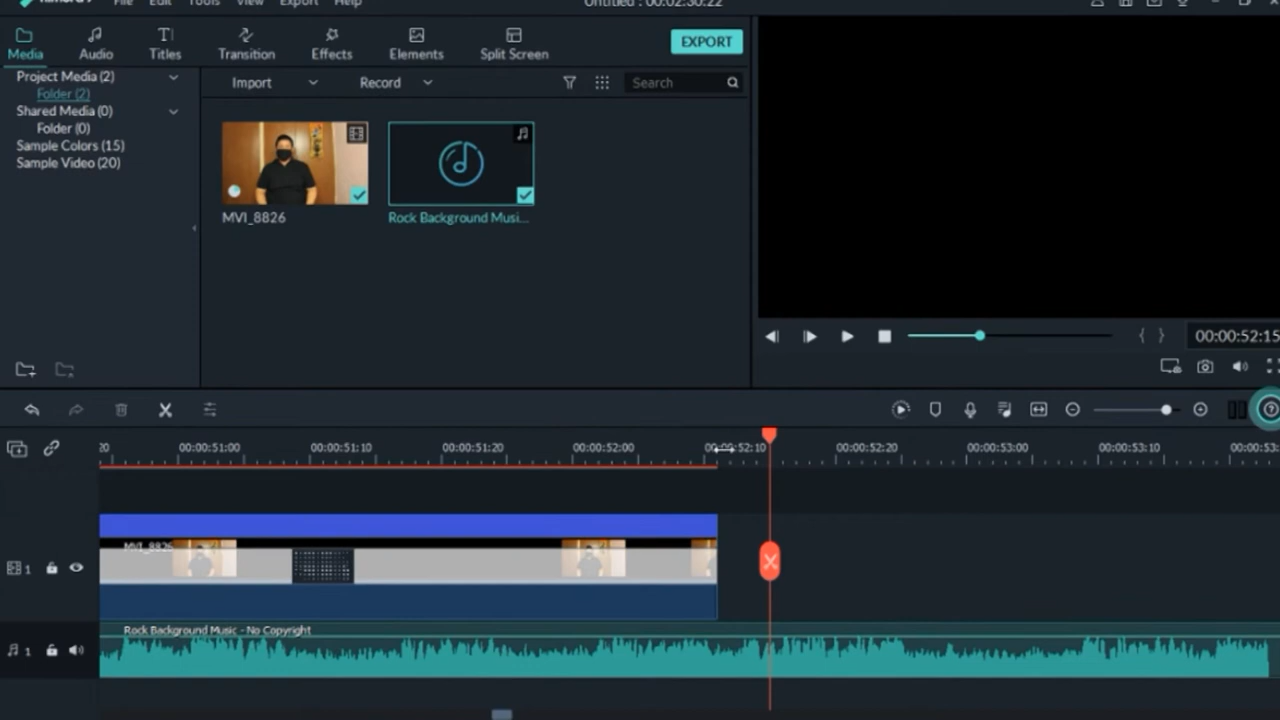 File Edit Tools View Export Help
Untitled : 00:02:30:22
Media Audio Titles Transition Effects Elements Split Screen
EXPORT
Project Media (2)
Folder (2)
Shared Media (0)
Folder (0)
Sample Colors (15)
Sample Video (20)
Import Record Search
MVI_8826
Rock Background Musi...
00:00:52:15
20 00:00:51:00 00:00:51:10 00:00:51:20 00:00:52:00 00:00:52:10 00:00:52:20 00:00:53:00 00:00:53:10 00:00:53:
MVI_8826
1
Rock Background Music - No Copyright
1